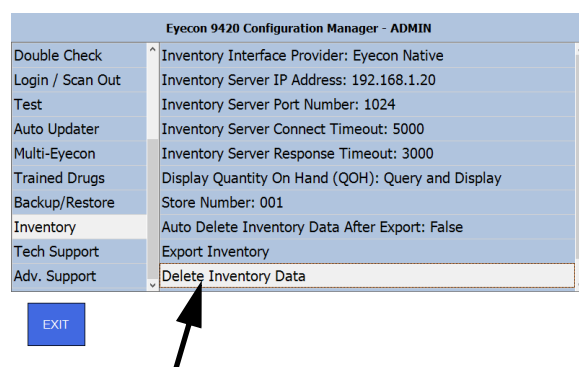 Eyecon 9420 Configuration Manager - ADMIN
Double Check
Login / Scan Out
Test
Auto Updater
Multi-Eyecon
Trained Drugs
Backup/Restore
Inventory
Tech Support
Adv. Support
Inventory Interface Provider: Eyecon Native
Inventory Server IP Address: 192.168.1.20
Inventory Server Port Number: 1024
Inventory Server Connect Timeout: 5000
Inventory Server Response Timeout: 3000
Display Quantity On Hand (QOH): Query and Display
Store Number: 001
Auto Delete Inventory Data After Export: False
Export Inventory
Delete Inventory Data
EXIT